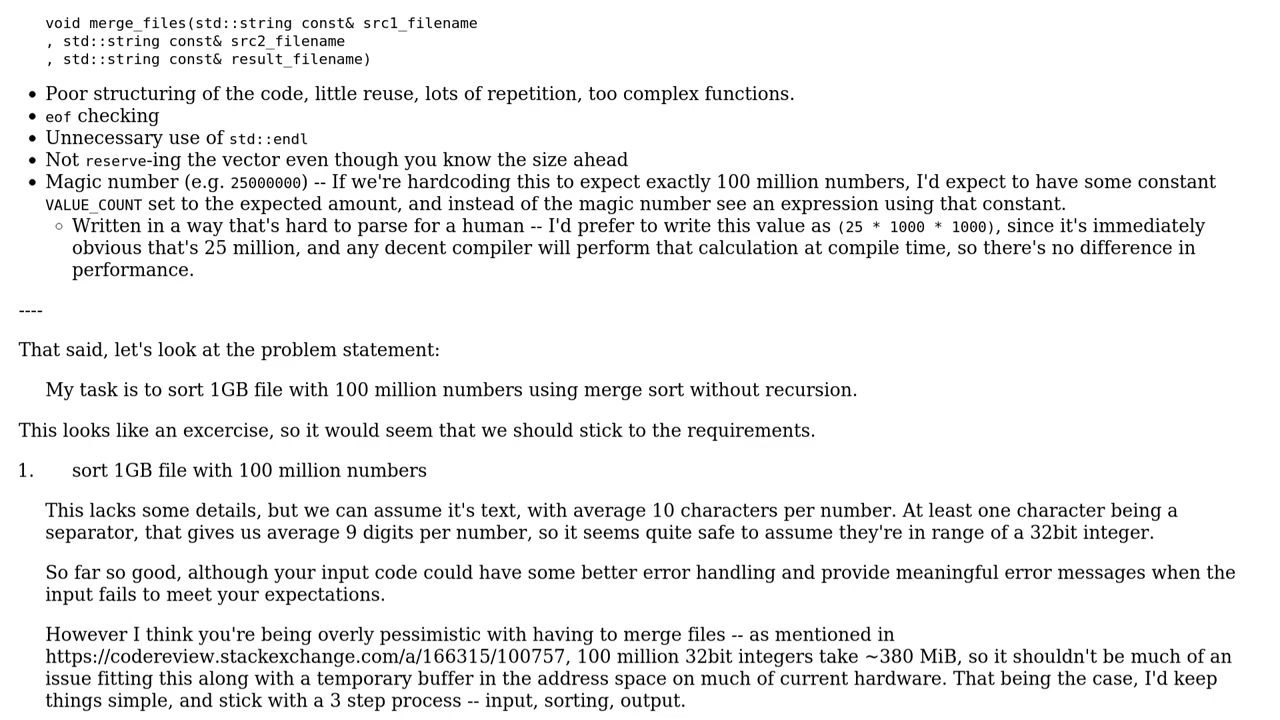 void merge_files(std::string const& src1_filename
, std::string const& src2_filename
, std::string const& result_filename)
• Poor structuring of the code, little reuse, lots of repetition, too complex functions.
• eof checking
• Unnecessary use of std::endl
• Not reserve-ing the vector even though you know the size ahead
• Magic number (e.g. 25000000) -- If we're hardcoding this to expect exactly 100 million numbers, I'd expect to have some constant
VALUE_COUNT set to the expected amount, and instead of the magic number see an expression using that constant.
◦ Written in a way that's hard to parse for a human -- I'd prefer to write this value as (25 * 1000 * 1000), since it's immediately
obvious that's 25 million, and any decent compiler will perform that calculation at compile time, so there's no difference in
performance.
----
That said, let's look at the problem statement:
My task is to sort 1GB file with 100 million numbers using merge sort without recursion.
This looks like an excercise, so it would seem that we should stick to the requirements.
1. sort 1GB file with 100 million numbers
This lacks some details, but we can assume it's text, with average 10 characters per number. At least one character being a
separator, that gives us average 9 digits per number, so it seems quite safe to assume they're in range of a 32bit integer.
So far so good, although your input code could have some better error handling and provide meaningful error messages when the
input fails to meet your expectations.
However I think you're being overly pessimistic with having to merge files -- as mentioned in
https://codereview.stackexchange.com/a/166315/100757, 100 million 32bit integers take ~380 MiB, so it shouldn't be much of an
issue fitting this along with a temporary buffer in the address space on much of current hardware. That being the case, I'd keep
things simple, and stick with a 3 step process -- input, sorting, output.